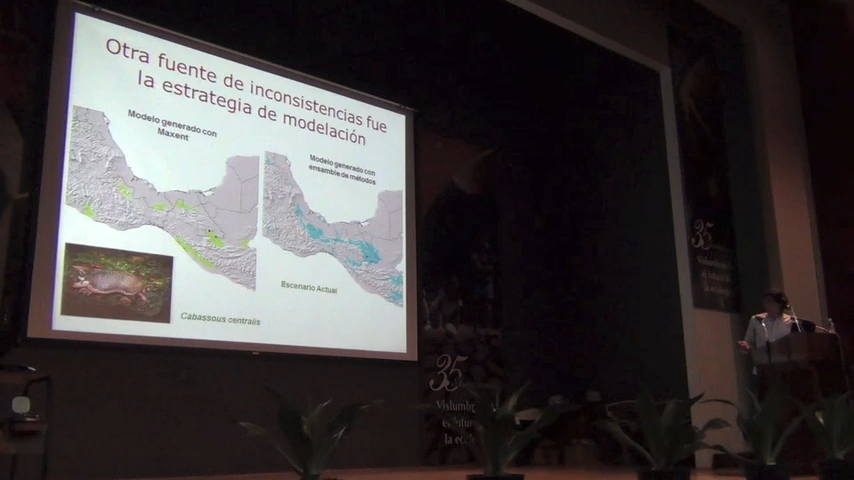 Otra fuente de inconsistencias fue
la estrategia de modelación
Modelo generado con
Maxent
Modelo generado con
ensamble de métodos
Escenario Actual
Cabassous centralis
35
35